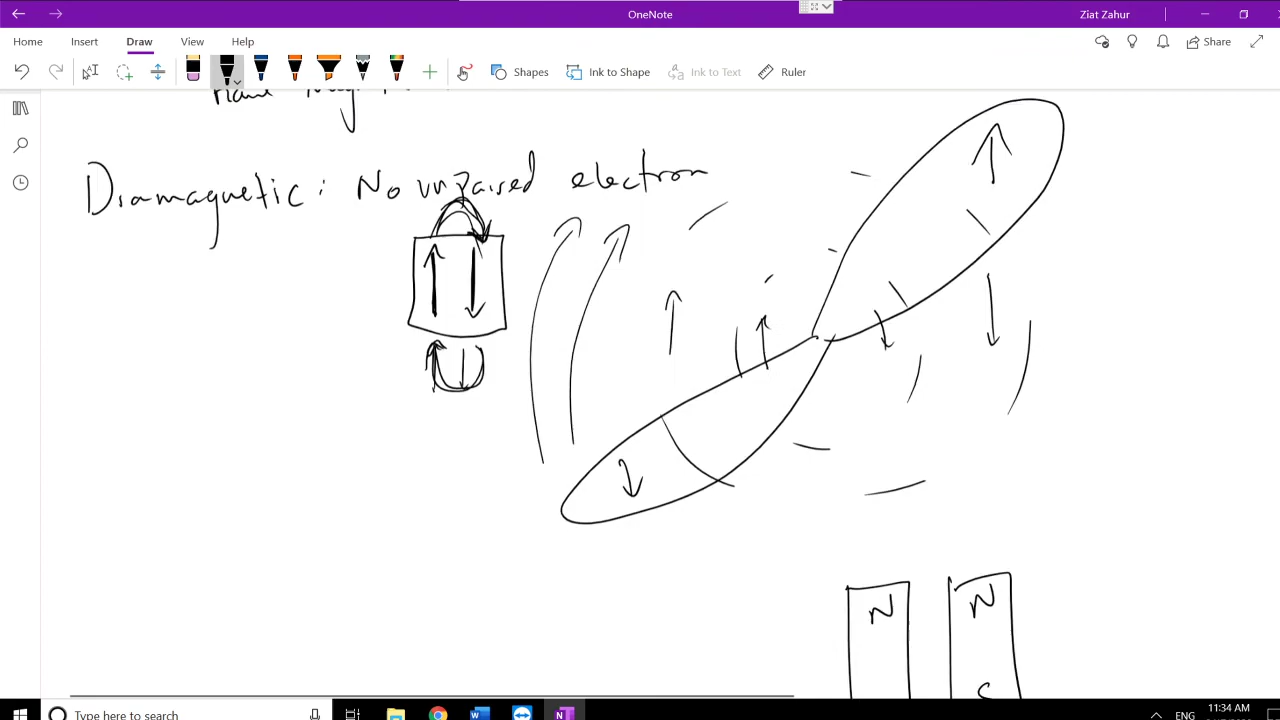 OneNote
Ziat Zahur
Home Insert Draw View Help
Share
Shapes Ink to Shape Ink to Text Ruler
Diamagnetic : No unpaired electron
N N
S
Type here to search
ENG
11:34 AM